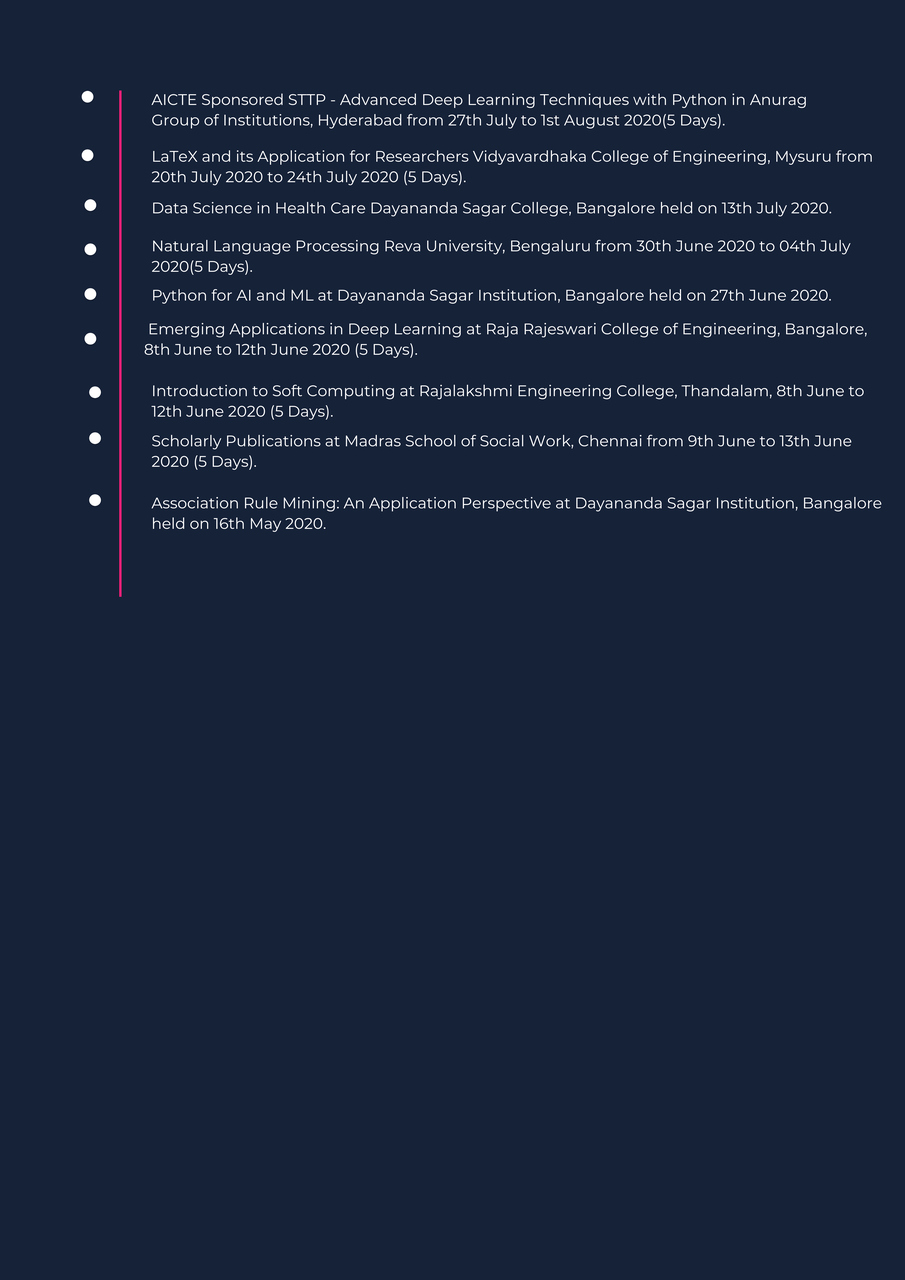 AICTE Sponsored STTP - Advanced Deep Learning Techniques with Python in Anurag
Group of Institutions, Hyderabad from 27th July to 1st August 2020(5 Days).
LaTeX and its Application for Researchers Vidyavardhaka College of Engineering, Mysuru from
20th July 2020 to 24th July 2020 (5 Days).
Data Science in Health Care Dayananda Sagar College, Bangalore held on 13th July 2020.
Natural Language Processing Reva University, Bengaluru from 30th June 2020 to 04th July
2020(5 Days).
Python for AI and ML at Dayananda Sagar Institution, Bangalore held on 27th June 2020.
Emerging Applications in Deep Learning at Raja Rajeswari College of Engineering, Bangalore,
8th June to 12th June 2020 (5 Days).
Introduction to Soft Computing at Rajalakshmi Engineering College, Thandalam, 8th June to
12th June 2020 (5 Days).
Scholarly Publications at Madras School of Social Work, Chennai from 9th June to 13th June
2020 (5 Days).
Association Rule Mining: An Application Perspective at Dayananda Sagar Institution, Bangalore
held on 16th May 2020.